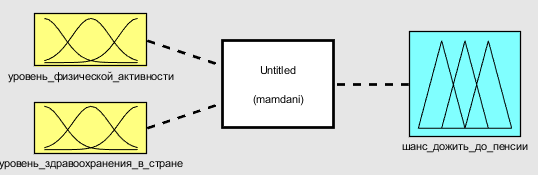 уровень_физической_активности
Untitled
(mamdani)
шанс_дожить_до_пенсии
уровень_здравоохранения_в_стране